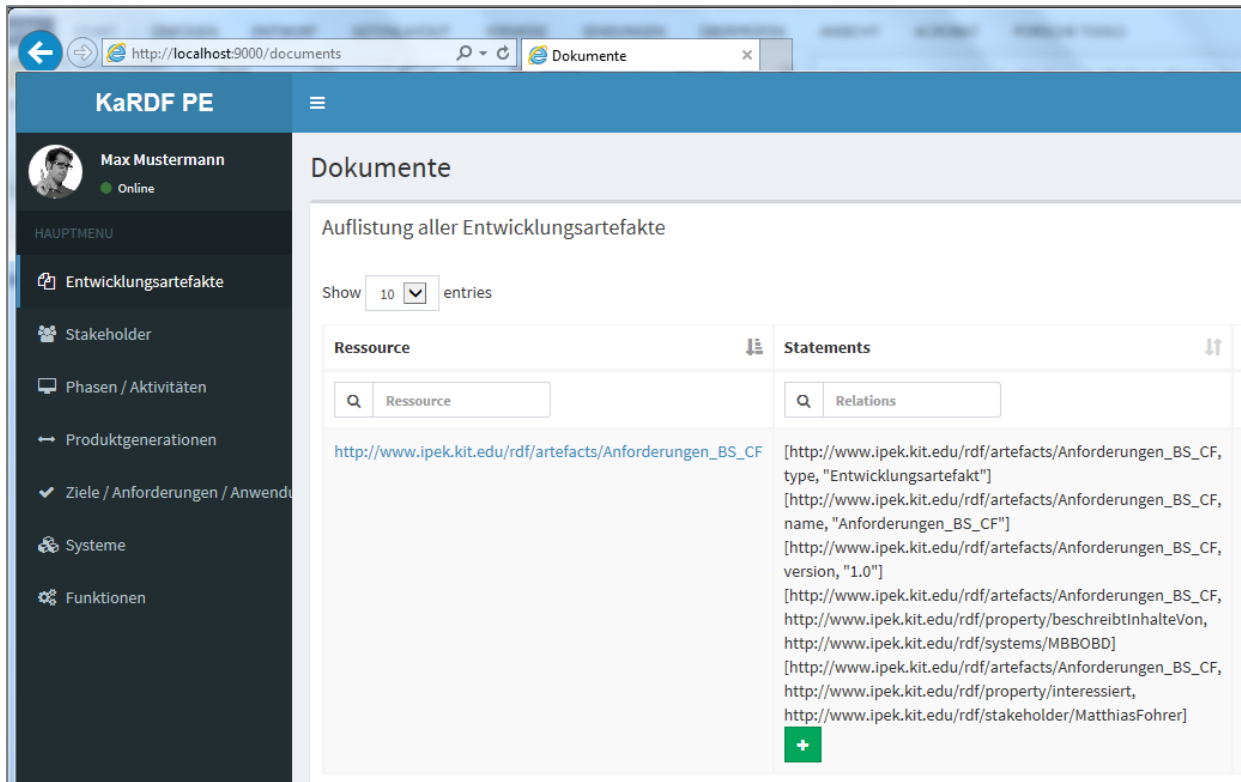 http://localhost:9000/documents
Dokumente
KaRDF PE
Max Mustermann
Online
HAUPTMENU
Entwicklungsartefakte
Stakeholder
Phasen / Aktivitäten
Produktgenerationen
Ziele / Anforderungen / Anwendu
Systeme
Funktionen
Dokumente
Auflistung aller Entwicklungsartefakte
Show 10 entries
Ressource Statements
Ressource Relations
http://www.ipek.kit.edu/rdf/artefacts/Anforderungen_BS_CF
[http://www.ipek.kit.edu/rdf/artefacts/Anforderungen_BS_CF,
type, "Entwicklungsartefakt"]
[http://www.ipek.kit.edu/rdf/artefacts/Anforderungen_BS_CF,
name, "Anforderungen_BS_CF"]
[http://www.ipek.kit.edu/rdf/artefacts/Anforderungen_BS_CF,
version, "1.0"]
[http://www.ipek.kit.edu/rdf/artefacts/Anforderungen_BS_CF,
http://www.ipek.kit.edu/rdf/property/beschreibtInhalteVon,
http://www.ipek.kit.edu/rdf/systems/MBBOBD]
[http://www.ipek.kit.edu/rdf/artefacts/Anforderungen_BS_CF,
http://www.ipek.kit.edu/rdf/property/interessiert,
http://www.ipek.kit.edu/rdf/stakeholder/MatthiasFohrer]